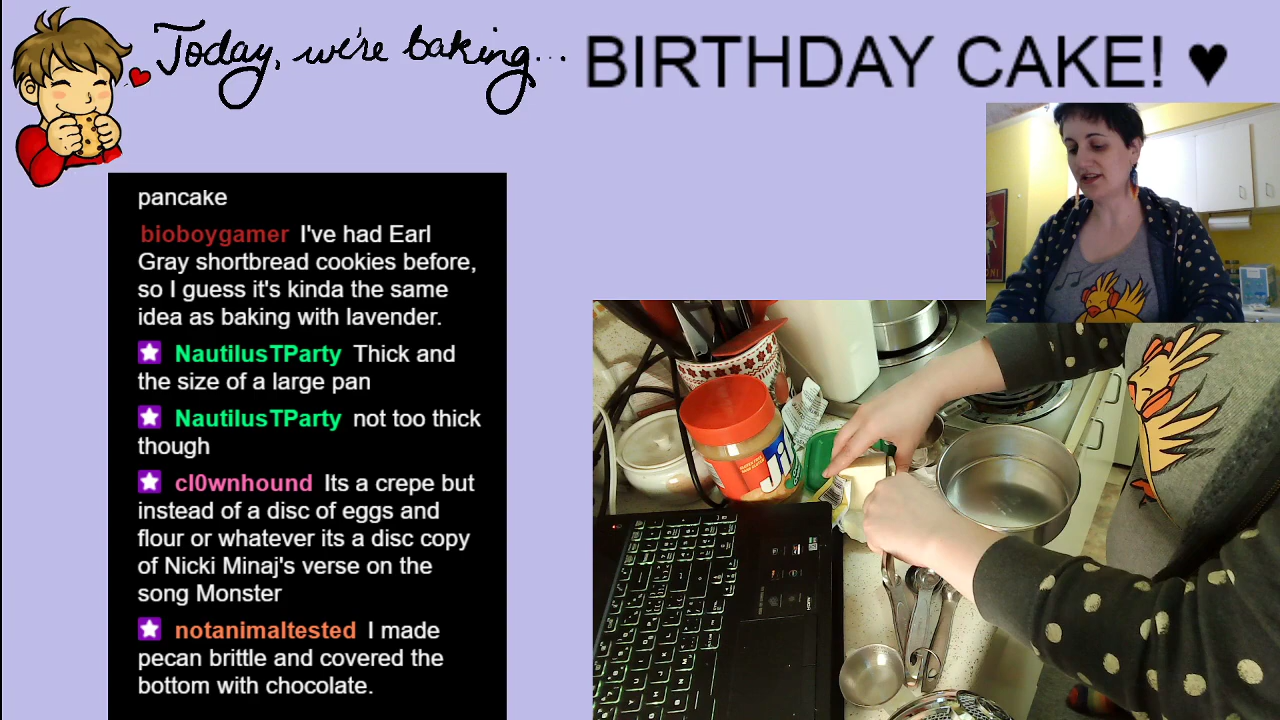 Today, we're baking... BIRTHDAY CAKE! ♥
pancake
bioboygamer I've had Earl
Gray shortbread cookies before,
so I guess it's kinda the same
idea as baking with lavender.
NautilusTParty Thick and
the size of a large pan
NautilusTParty not too thick
though
cl0wnhound Its a crepe but
instead of a disc of eggs and
flour or whatever its a disc copy
of Nicki Minaj's verse on the
song Monster
notanimaltested I made
pecan brittle and covered the
bottom with chocolate.
Ji